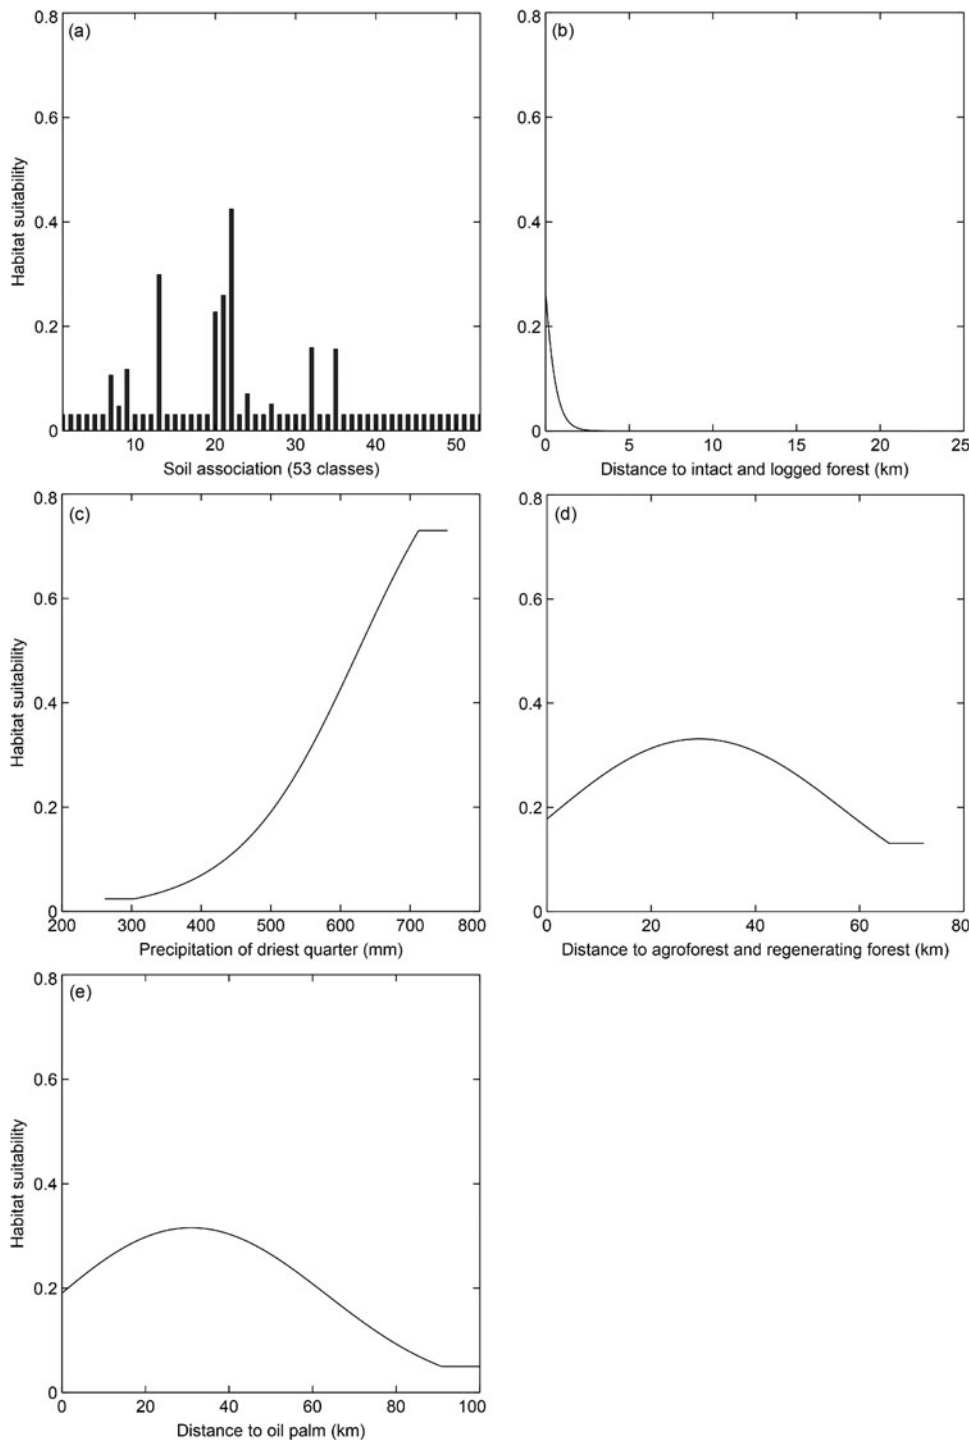 (a)
0.8
0.6
0.4
0.2
0
Habitat suitability
10 20 30 40 50
Soil association (53 classes)
(b)
0.8
0.6
0.4
0.2
0
0 5 10 15 20 25
Distance to intact and logged forest (km)
(c)
0.8
0.6
0.4
0.2
0
Habitat suitability
200 300 400 500 600 700 800
Precipitation of driest quarter (mm)
(d)
0.8
0.6
0.4
0.2
0
0 20 40 60 80
Distance to agroforest and regenerating forest (km)
(e)
0.8
0.6
0.4
0.2
0
Habitat suitability
0 20 40 60 80 100
Distance to oil palm (km)